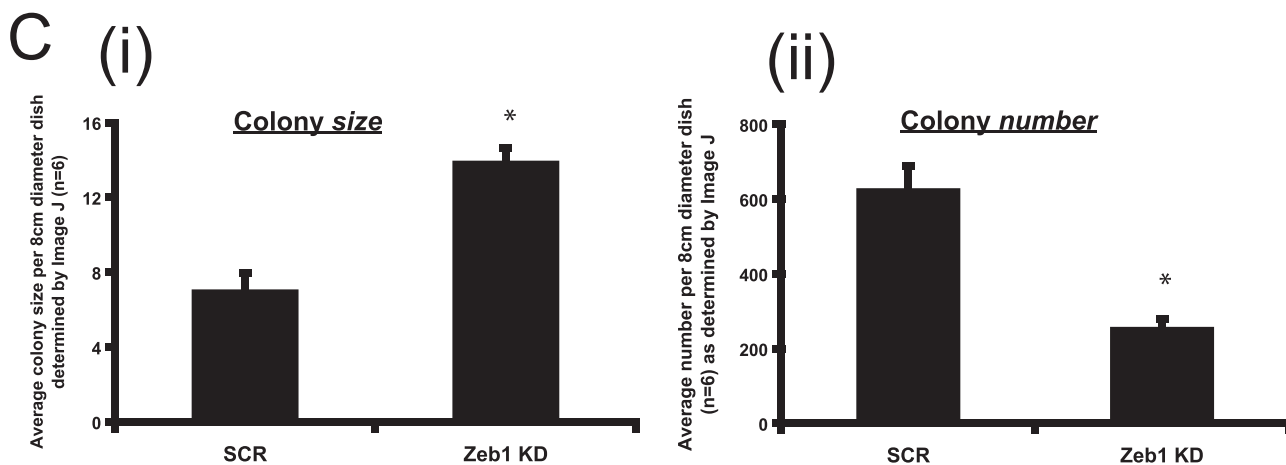 C (i)
Colony size
*
Average colony size per 8cm diameter dish
determined by Image J (n=6)
16
12
8
4
0
SCR Zeb1 KD
(ii)
Colony number
*
Average number per 8cm diameter dish
(n=6) as determined by Image J
800
600
400
200
0
SCR Zeb1 KD